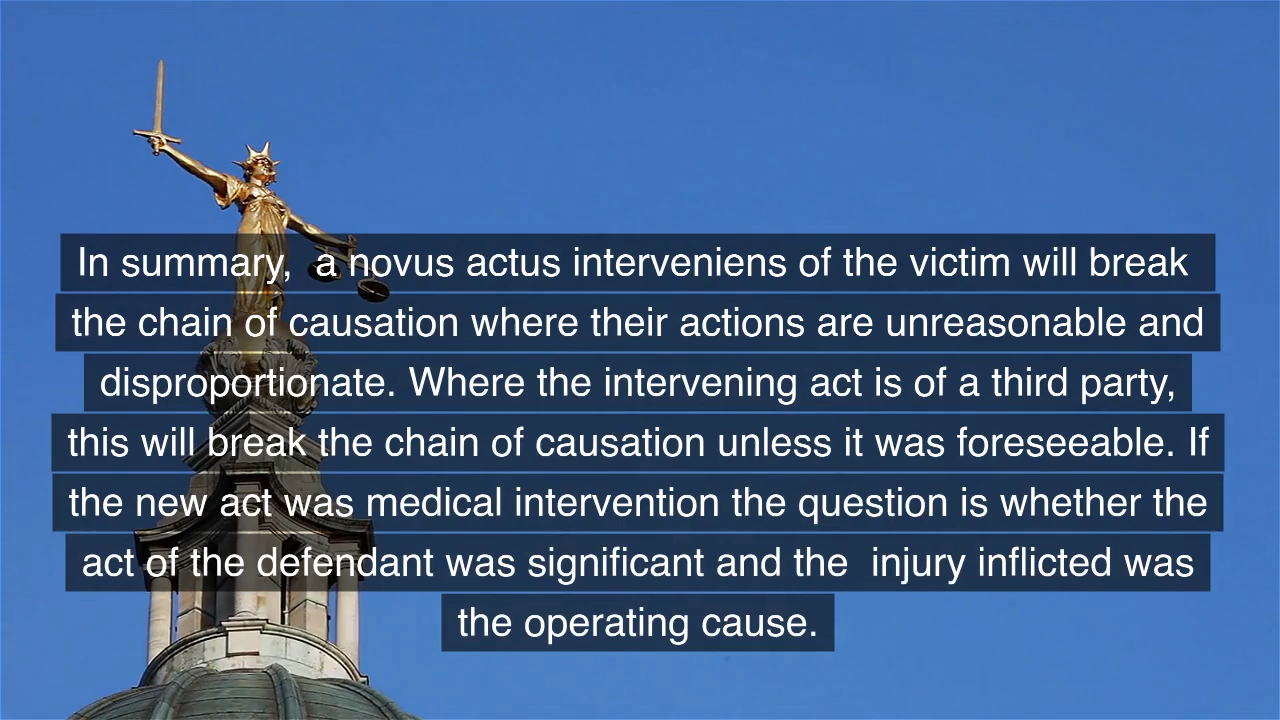 In summary,  a novus actus interveniens of the victim will break
the chain of causation where their actions are unreasonable and
disproportionate. Where the intervening act is of a third party,
this will break the chain of causation unless it was foreseeable. If
the new act was medical intervention the question is whether the
act of the defendant was significant and the  injury inflicted was
the operating cause.